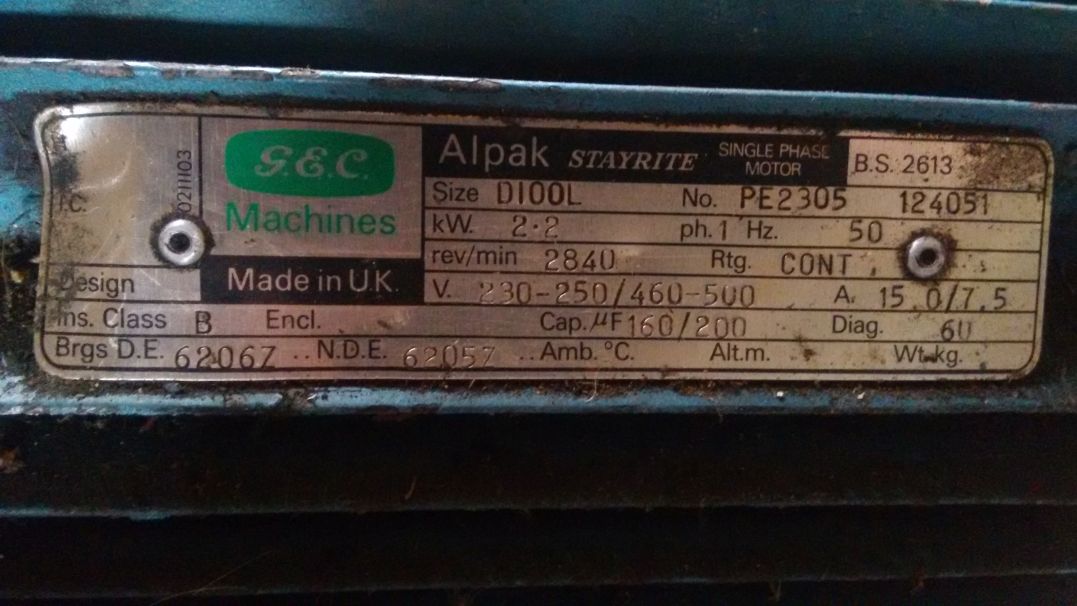 G.E.C.
Machines
Made in U.K.
02111103
I.C.
Design
Alpak STAYRITE SINGLE PHASE MOTOR B.S. 2613
Size D100L No. PE2305 124051
kW. 2·2 ph. 1 Hz. 50
rev/min 2840 Rtg. CONT.
V. 230-250/460-500 A. 15.0/7.5
Ins. Class B Encl. Cap. µF 160/200 Diag. 60
Brgs D.E. 6206Z .. N.D.E. 6205Z .. Amb. °C. Alt.m. Wt.kg.